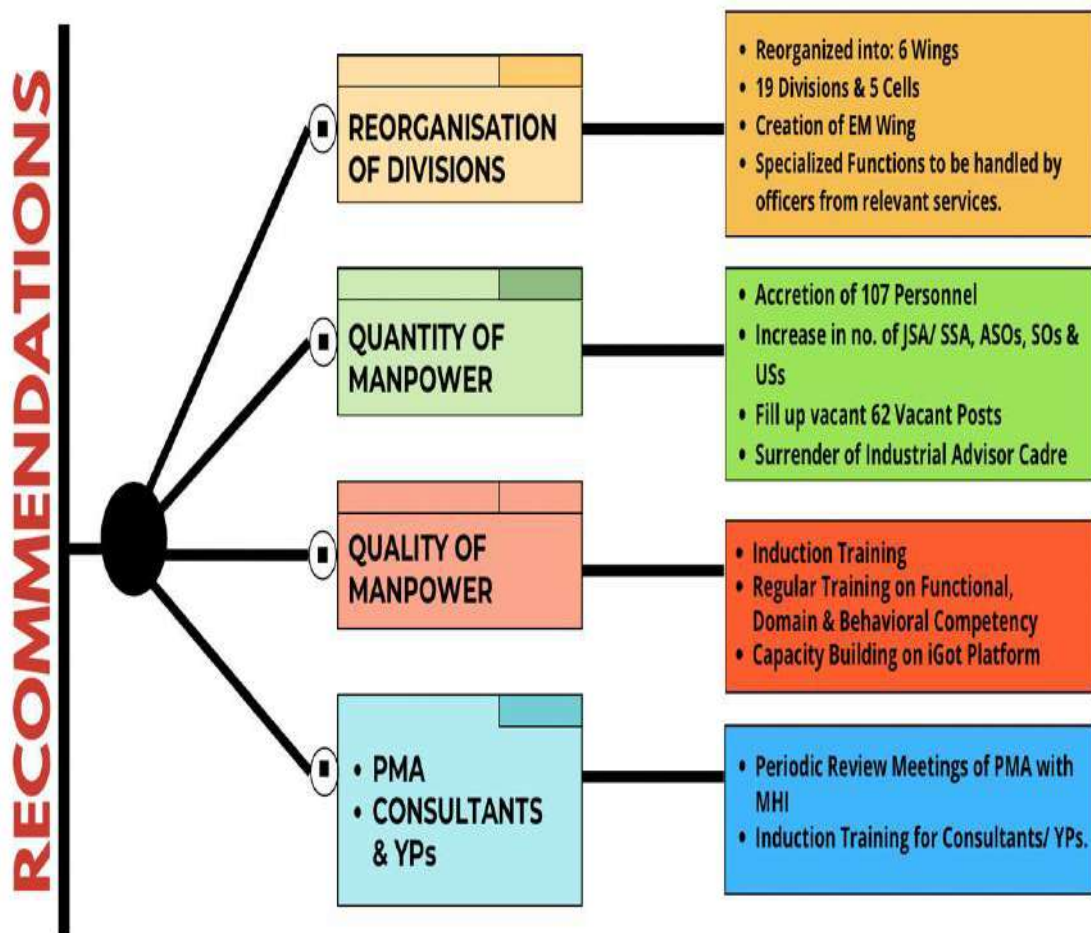 RECOMMENDATIONS
REORGANISATION
OF DIVISIONS
• Reorganized into: 6 Wings
• 19 Divisions & 5 Cells
• Creation of EM Wing
• Specialized Functions to be handled by
officers from relevant services.
QUANTITY OF
MANPOWER
• Accretion of 107 Personnel
• Increase in no. of JSA/ SSA, ASOs, SOs &
USs
• Fill up vacant 62 Vacant Posts
• Surrender of Industrial Advisor Cadre
QUALITY OF
MANPOWER
• Induction Training
• Regular Training on Functional,
Domain & Behavioral Competency
• Capacity Building on iGot Platform
• PMA
• CONSULTANTS
& YPs
• Periodic Review Meetings of PMA with
MHI
• Induction Training for Consultants/ YPs.